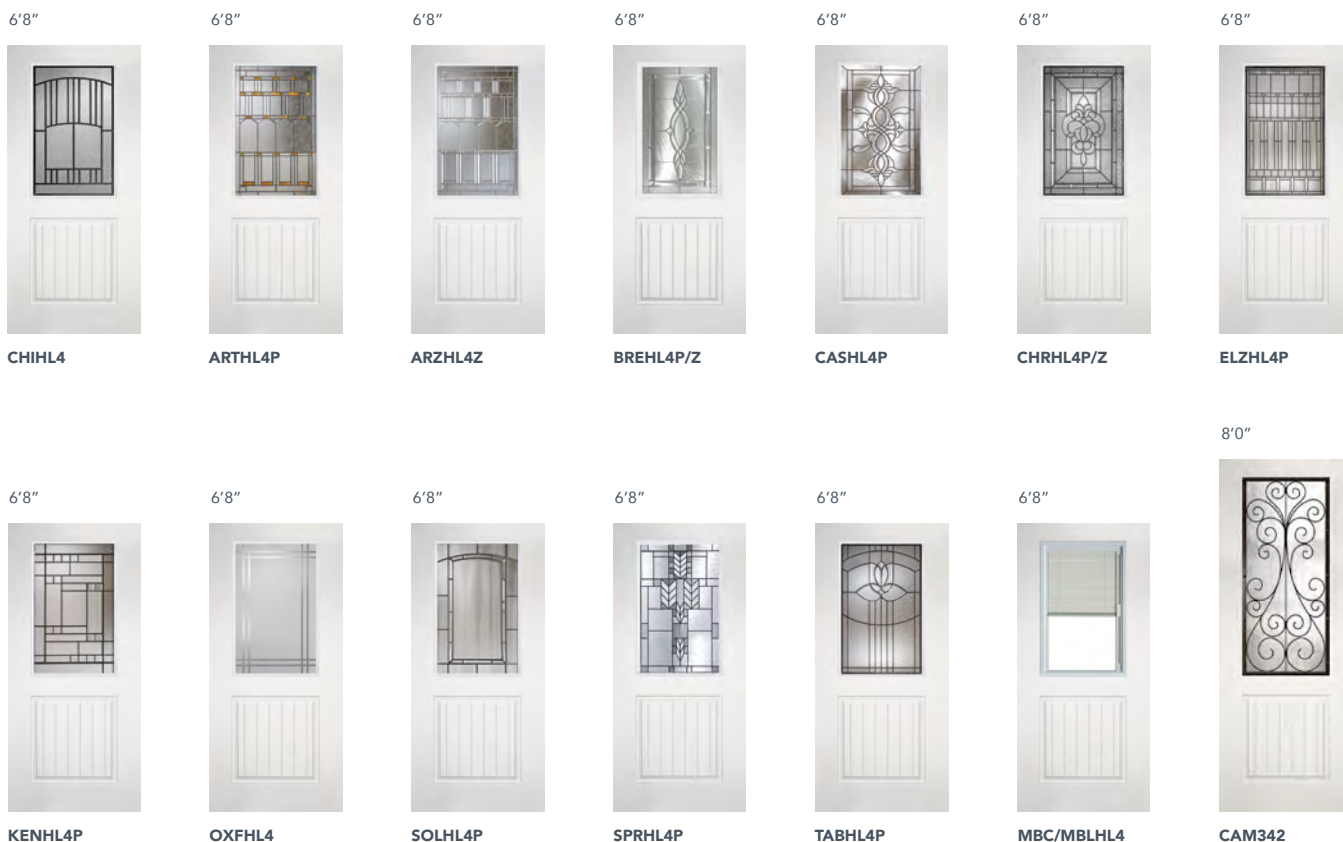 6’8”
6’8”
6’8”
6’8”
6’8”
6’8”
6’8”
CHIHL4
ARTHL4P
ARZHL4Z
BREHL4P/Z
CASHL4P
CHRHL4P/Z
ELZHL4P
8’0”
6’8”
6’8”
6’8”
6’8”
6’8”
6’8”
KENHL4P
OXFHL4
SOLHL4P
SPRHL4P
TABHL4P
MBC/MBLHL4
CAM342